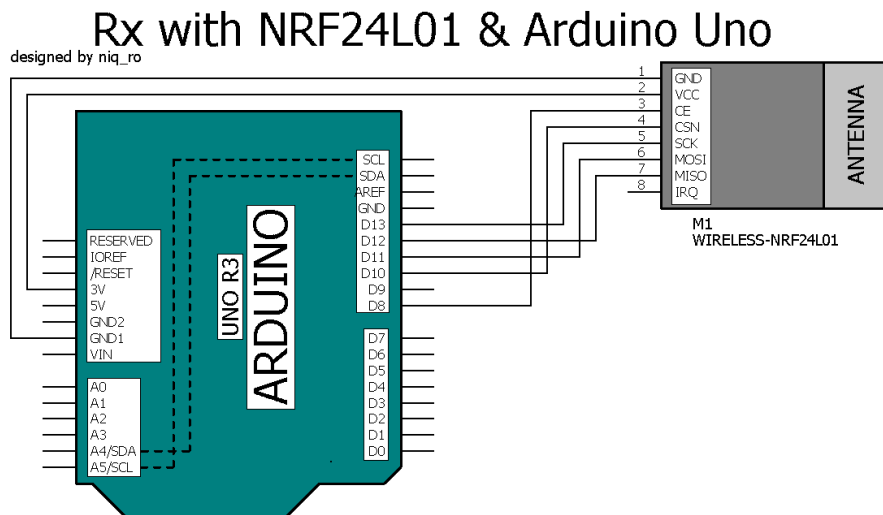 Rx with NRF24L01 & Arduino Uno
designed by niq_ro
1 GND
2 VCC
3 CE
4 CSN
5 SCK
6 MOSI
7 MISO
8 IRQ
ANTENNA
M1
WIRELESS-NRF24L01
SCL
SDA
AREF
GND
D13
D12
D11
D10
D9
D8
RESERVED
IOREF
/RESET
3V
5V
GND2
GND1
VIN
UNO R3
ARDUINO
D7
D6
D5
D4
D3
D2
D1
D0
A0
A1
A2
A3
A4/SDA
A5/SCL